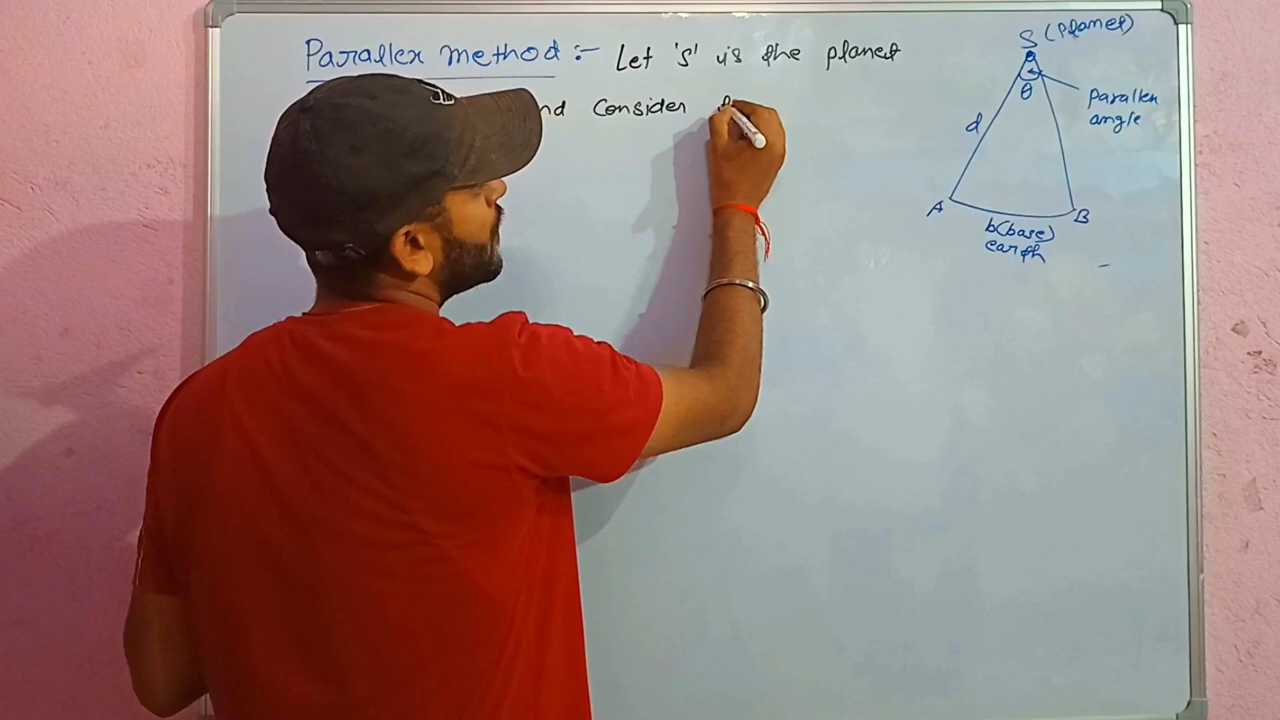 Parallex method :- Let 's' is the planet
nd Consider
S (Planet)
θ
Parallex
angle
d
A
B
b(base)
earth